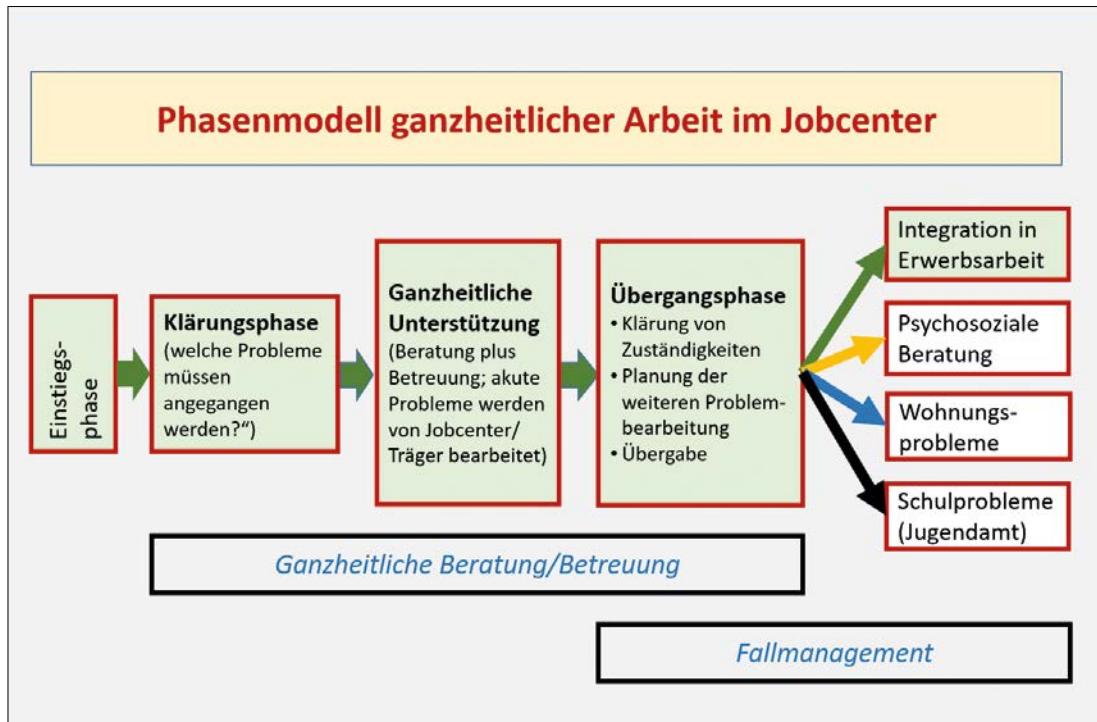 Phasenmodell ganzheitlicher Arbeit im Jobcenter
Einstiegs-
phase
Klärungsphase
(welche Probleme
müssen
angegangen
werden?“)
Ganzheitliche
Unterstützung
(Beratung plus
Betreuung; akute
Probleme werden
von Jobcenter/
Träger bearbeitet)
Übergangsphase
• Klärung von
Zuständigkeiten
• Planung der
weiteren Problem-
bearbeitung
• Übergabe
Integration in
Erwerbsarbeit
Psychosoziale
Beratung
Wohnungs-
probleme
Schulprobleme
(Jugendamt)
Ganzheitliche Beratung/Betreuung
Fallmanagement